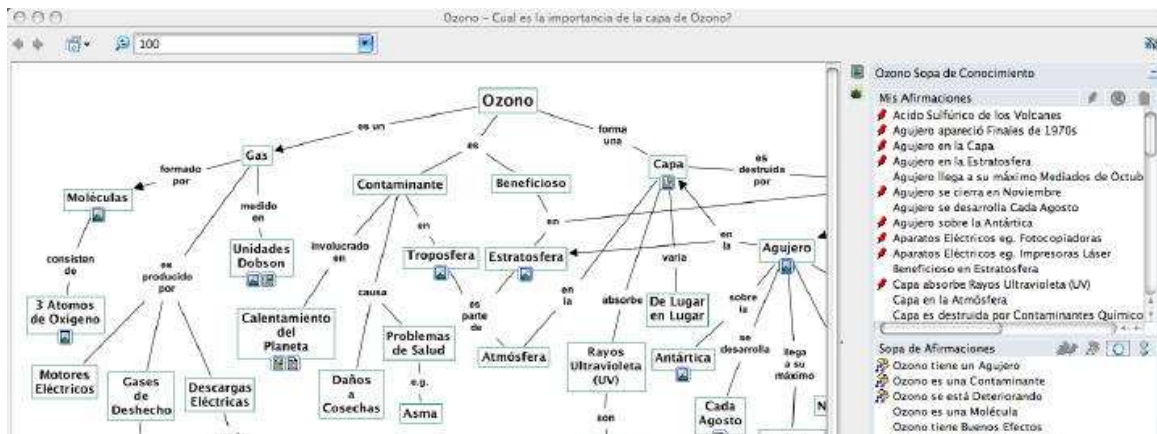 Ozono – Cual es la importancia de la capa de Ozono?
100
Ozono
es un
es
forma
una
Gas
Contaminante
Beneficioso
Capa
es
destruida
por
formado
por
Moléculas
medido
en
Unidades
Dobson
consisten
de
3 Atomos
de Oxigeno
es
producido
por
Motores
Eléctricos
Gases
de
Deshecho
Descargas
Eléctricas
involucrado
en
Calentamiento
del
Planeta
causa
Daños
a
Cosechas
Problemas
de Salud
e.g.
Asma
en
Troposfera
en
Estratosfera
es
parte
de
Atmósfera
en
la
absorbe
Rayos
Ultravioleta
(UV)
son
varia
De Lugar
en Lugar
en
la
Agujero
sobre
la
Antártica
se
desarrolla
Cada
Agosto
llega
a su
máximo
N
Ozono Sopa de Conocimiento
Mis Afirmaciones
Acido Sulfúrico de los Volcanes
Agujero apareció Finales de 1970s
Agujero en la Capa
Agujero en la Estratosfera
Agujero llega a su máximo Mediados de Octub
Agujero se cierra en Noviembre
Agujero se desarrolla Cada Agosto
Agujero sobre la Antártica
Aparatos Eléctricos eg. Fotocopiadoras
Aparatos Eléctricos eg. Impresoras Láser
Beneficioso en Estratosfera
Capa absorbe Rayos Ultravioleta (UV)
Capa en la Atmósfera
Capa es destruida por Contaminantes Quimico
Sopa de Afirmaciones
Ozono tiene un Agujero
Ozono es una Contaminante
Ozono se está Deteriorando
Ozono es una Molécula
Ozono tiene Buenos Efectos